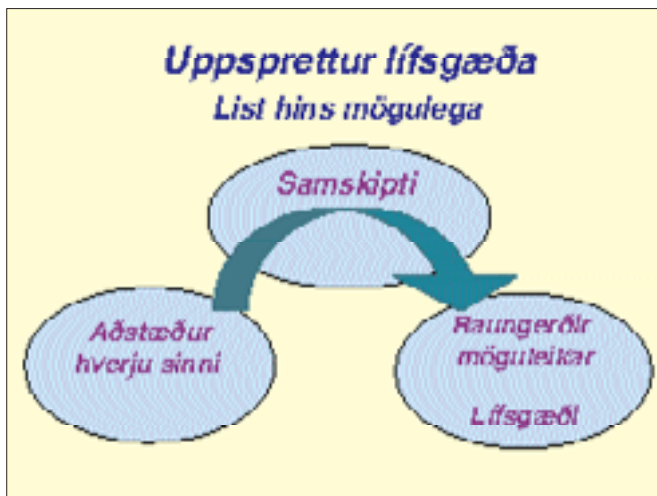 Uppsprettur lífsgæða
List hins mögulega
Samskipti
Aðstæður
hverju sinni
Raungerðir
möguleikar
Lífsgæði